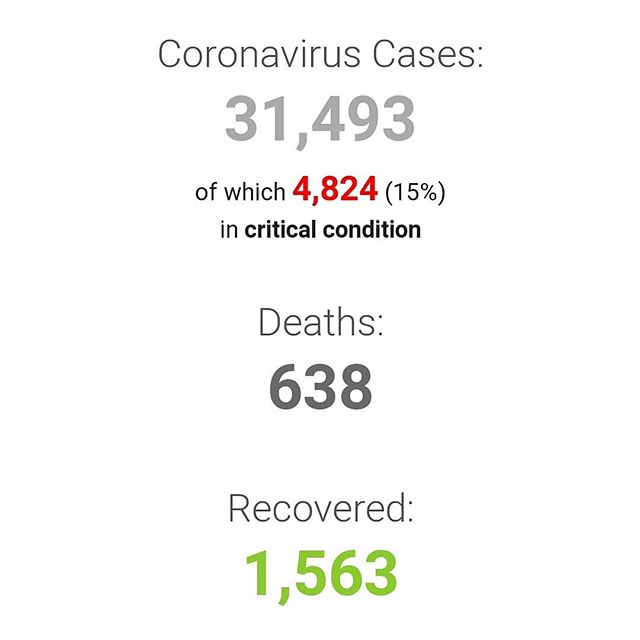 Coronavirus Cases:
31,493
of which 4,824 (15%)
in critical condition
Deaths:
638
Recovered:
1,563